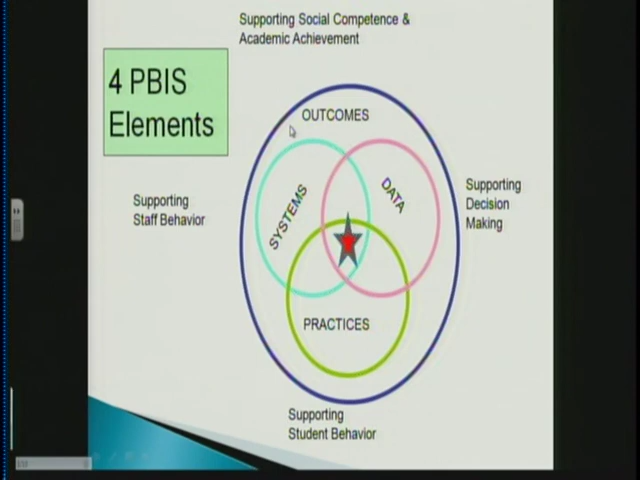 Supporting Social Competence &
Academic Achievement
4 PBIS
Elements
OUTCOMES
Supporting
Staff Behavior
SYSTEMS
DATA
Supporting
Decision
Making
PRACTICES
Supporting
Student Behavior